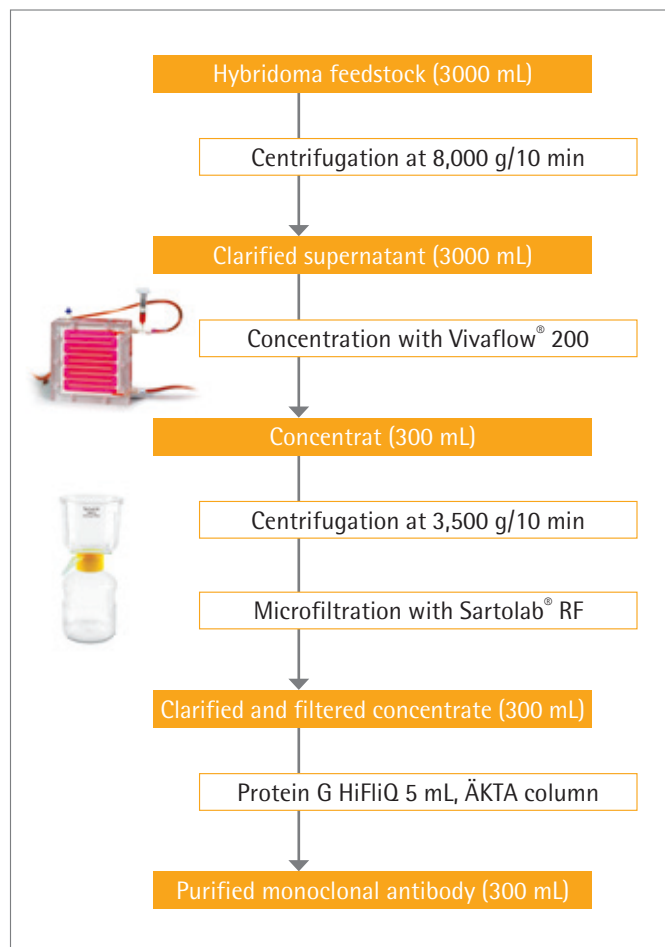 Hybridoma feedstock (3000 mL)
Centrifugation at 8,000 g/10 min
Clarified supernatant (3000 mL)
Concentration with Vivaflow® 200
Concentrat (300 mL)
Centrifugation at 3,500 g/10 min
Microfiltration with Sartolab® RF
Clarified and filtered concentrate (300 mL)
Protein G HiFliQ 5 mL, ÄKTA column
Purified monoclonal antibody (300 mL)